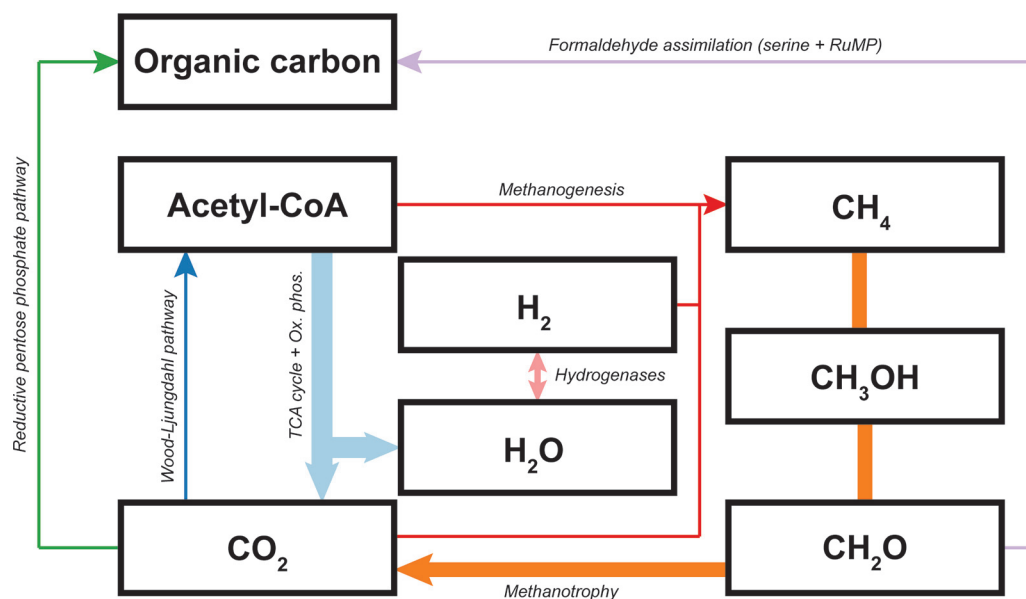 Formaldehyde assimilation (serine + RuMP)
Organic carbon
Reductive pentose phosphate pathway
Acetyl-CoA
Methanogenesis
CH₄
Wood-Ljungdahl pathway
TCA cycle + Ox. phos.
H₂
Hydrogenases
CH₃OH
H₂O
CO₂
CH₂O
Methanotrophy